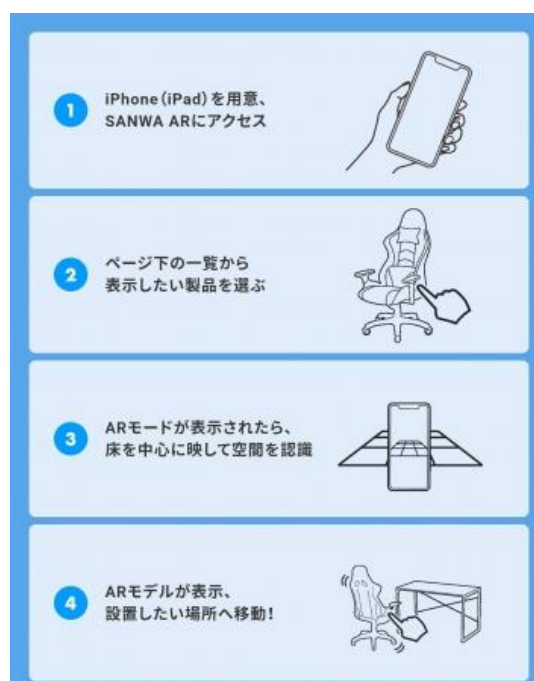 1
iPhone(iPad)を用意、
SANWA ARにアクセス
2
ページ下の一覧から
表示したい製品を選ぶ
3
ARモードが表示されたら、
床を中心に映して空間を認識
4
ARモデルが表示、
設置したい場所へ移動!